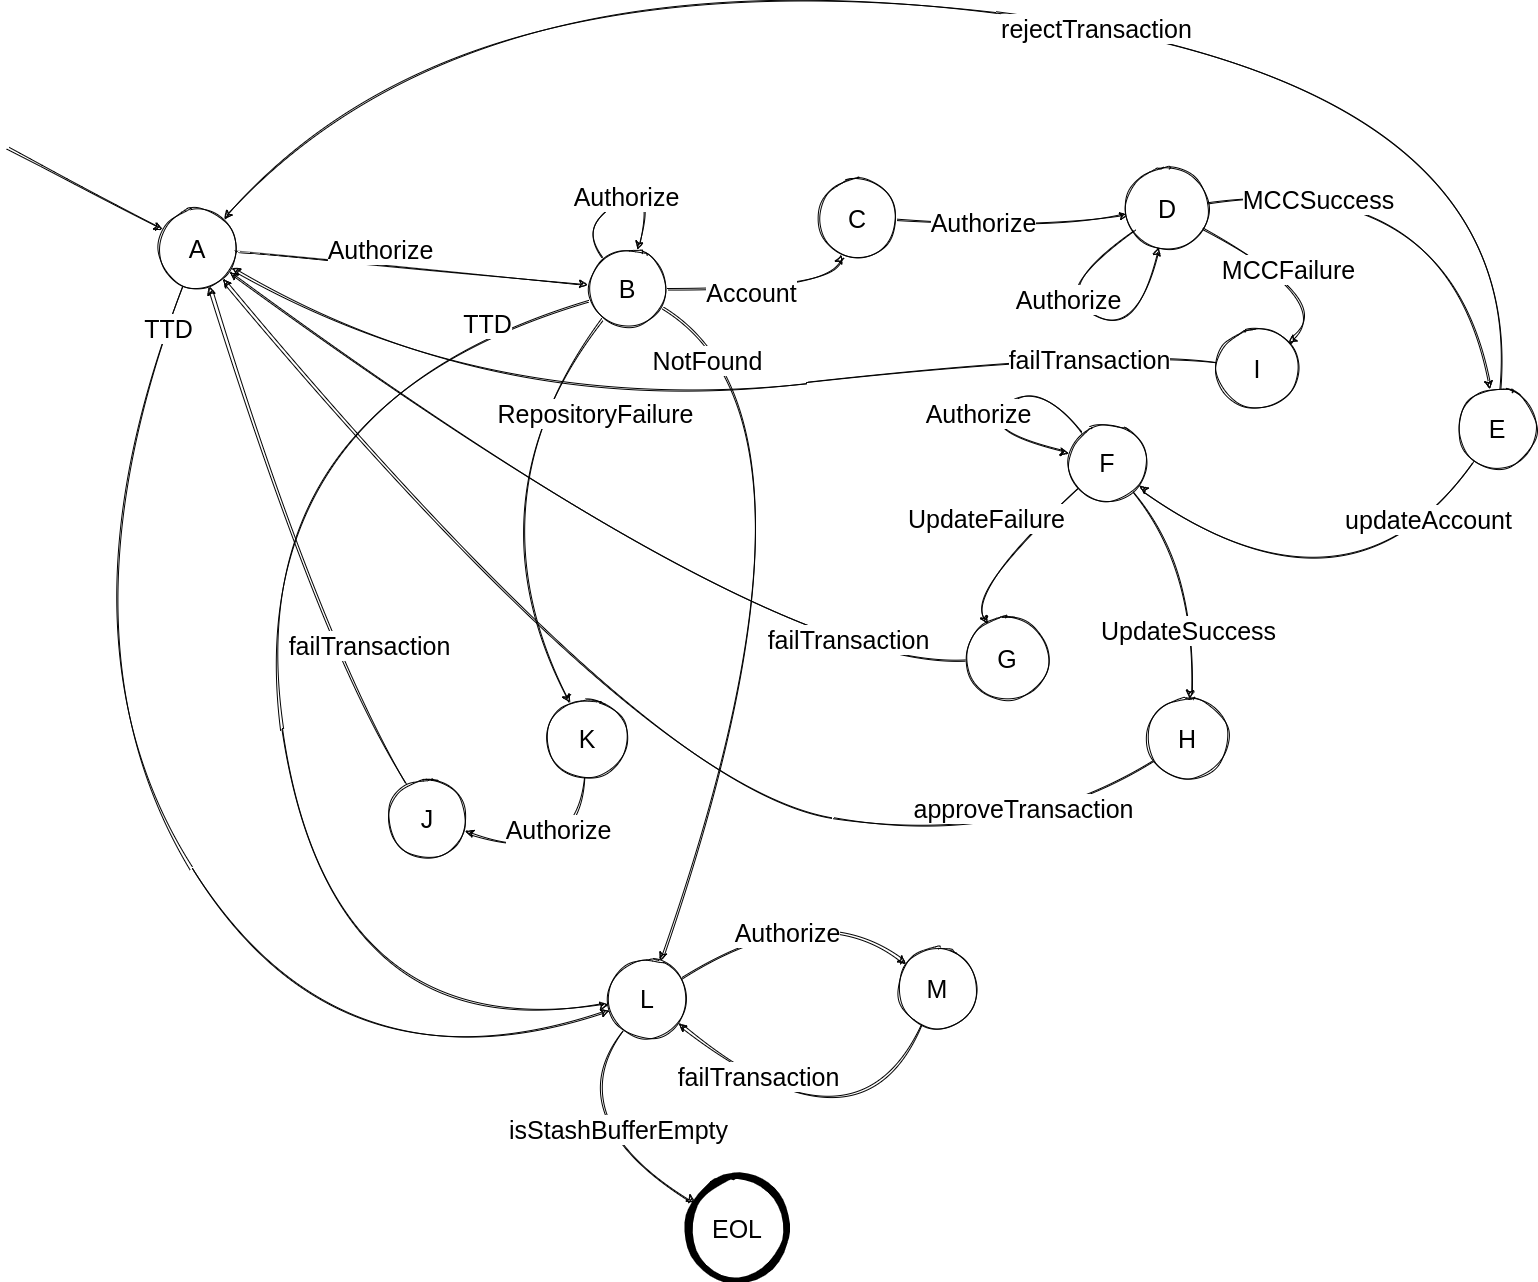 rejectTransaction
Authorize
MCCSuccess
C
D
Authorize
A
Authorize
MCCFailure
B
Account
Authorize
TTD
TTD
NotFound
failTransaction
I
RepositoryFailure
Authorize
E
F
UpdateFailure
updateAccount
UpdateSuccess
failTransaction
failTransaction
G
K
H
approveTransaction
J
Authorize
Authorize
M
L
failTransaction
isStashBufferEmpty
EOL